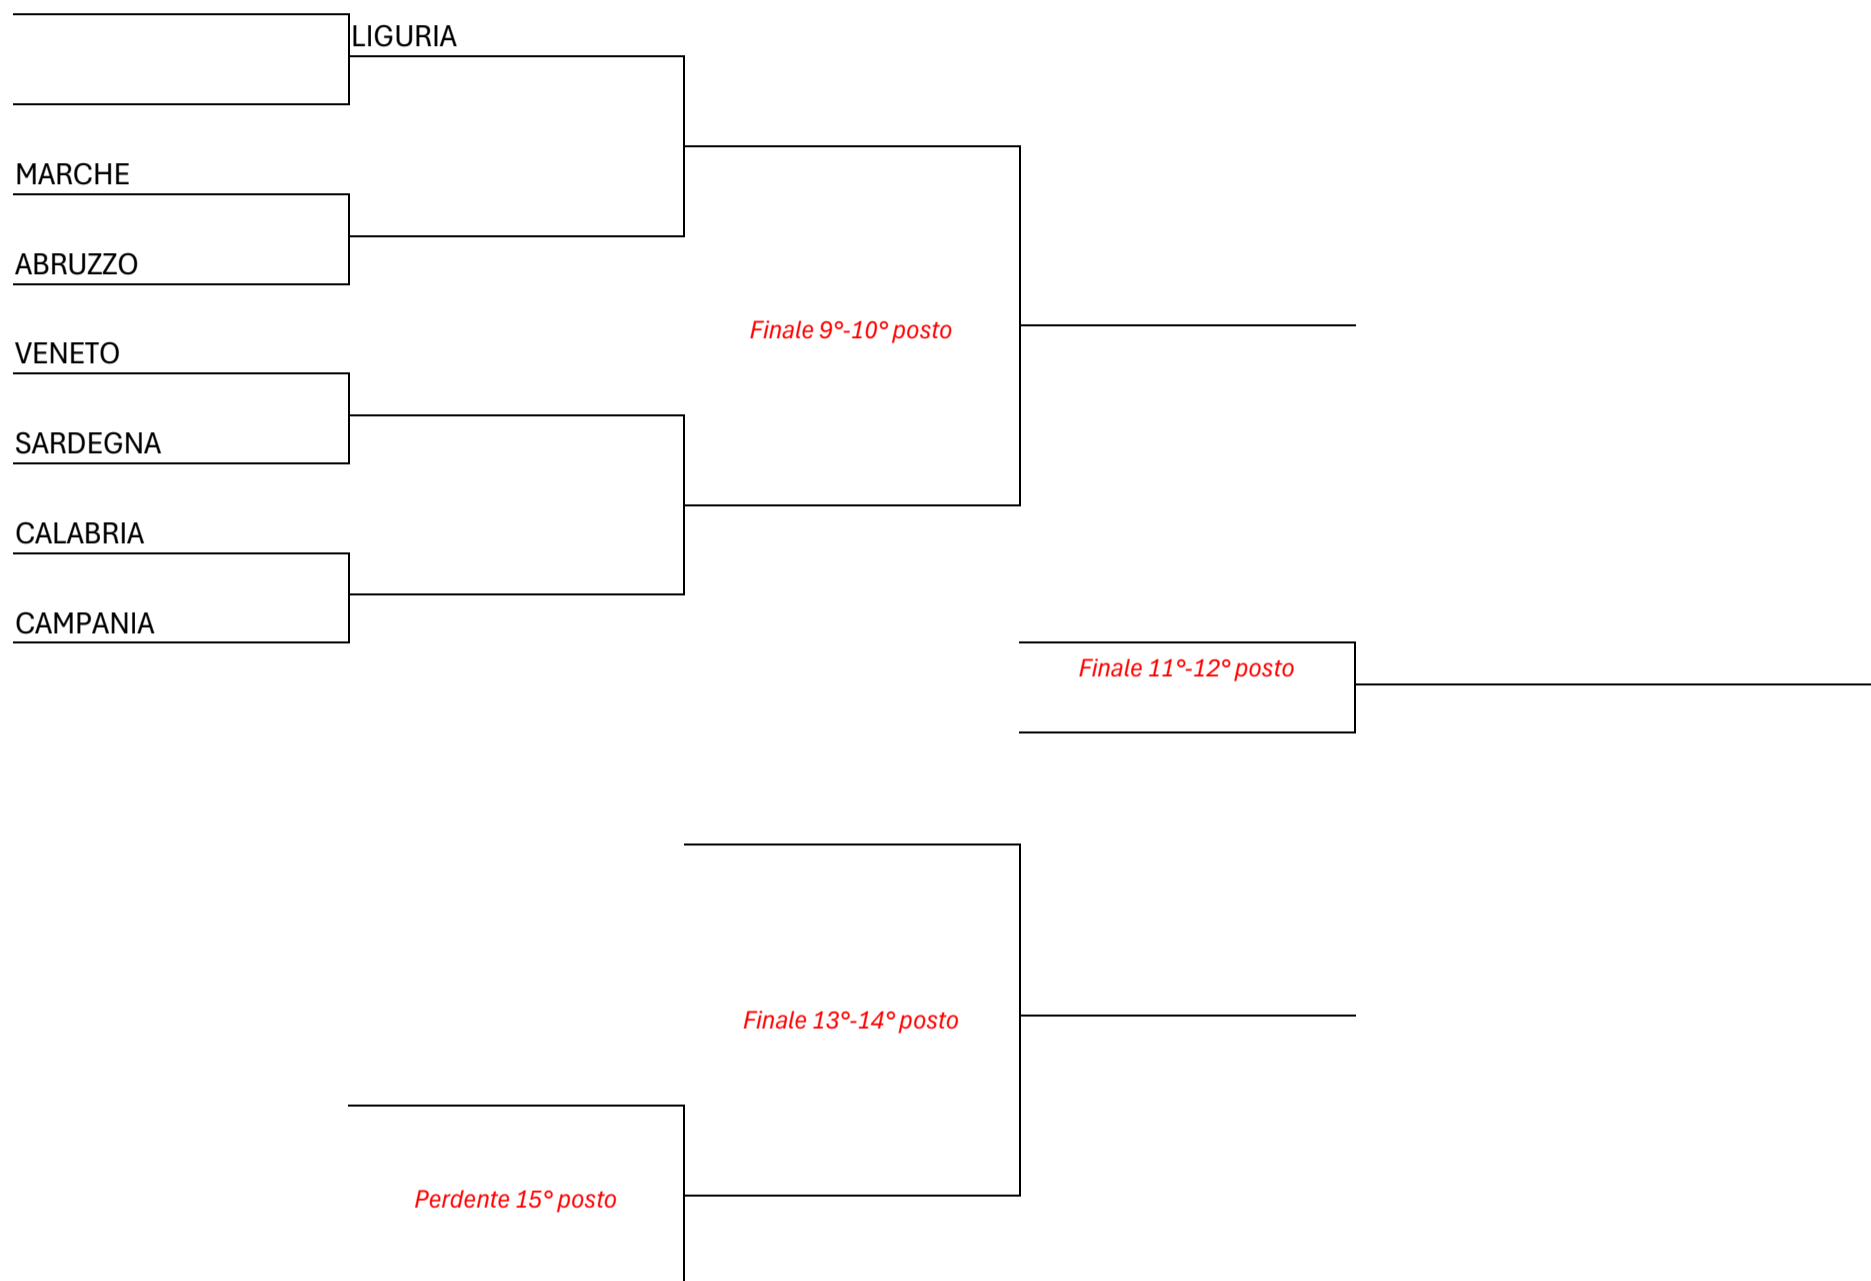 LIGURIA
MARCHE
ABRUZZO
Finale 9°-10° posto
VENETO
SARDEGNA
CALABRIA
CAMPANIA
Finale 11°-12° posto
Finale 13°-14° posto
Perdente 15° posto